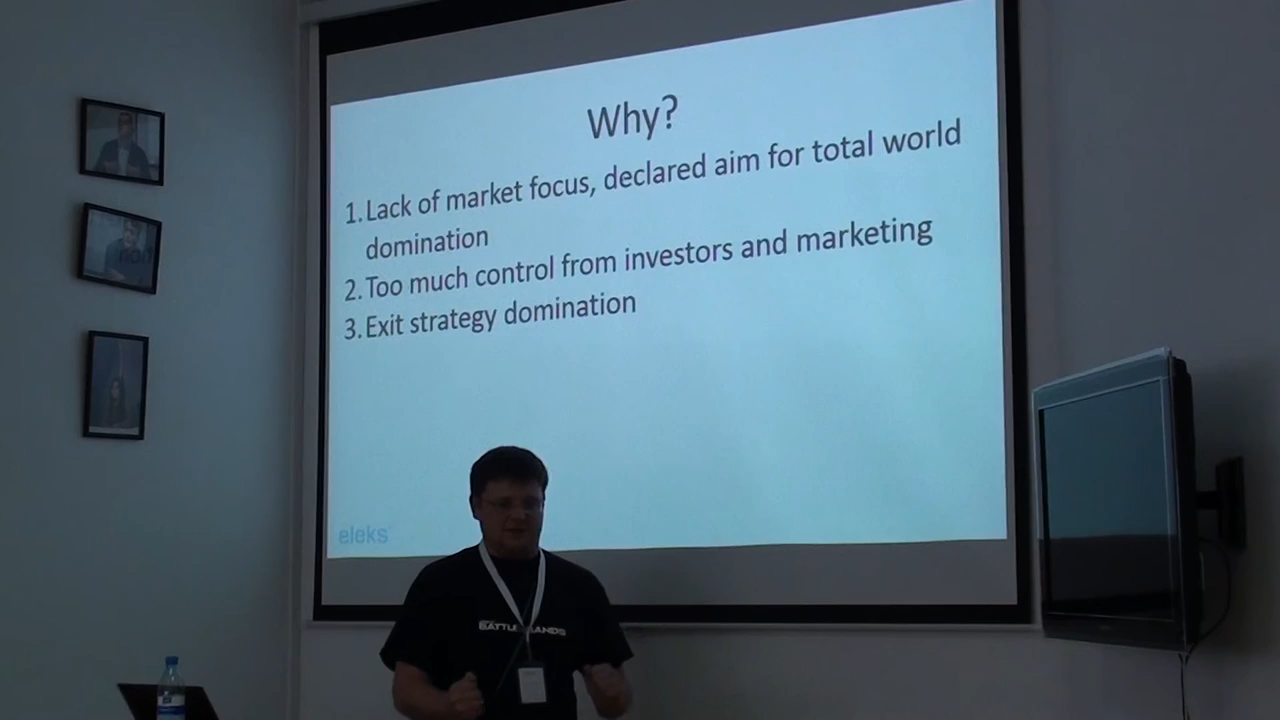 Why?
1. Lack of market focus, declared aim for total world
domination
2. Too much control from investors and marketing
3. Exit strategy domination
eleks